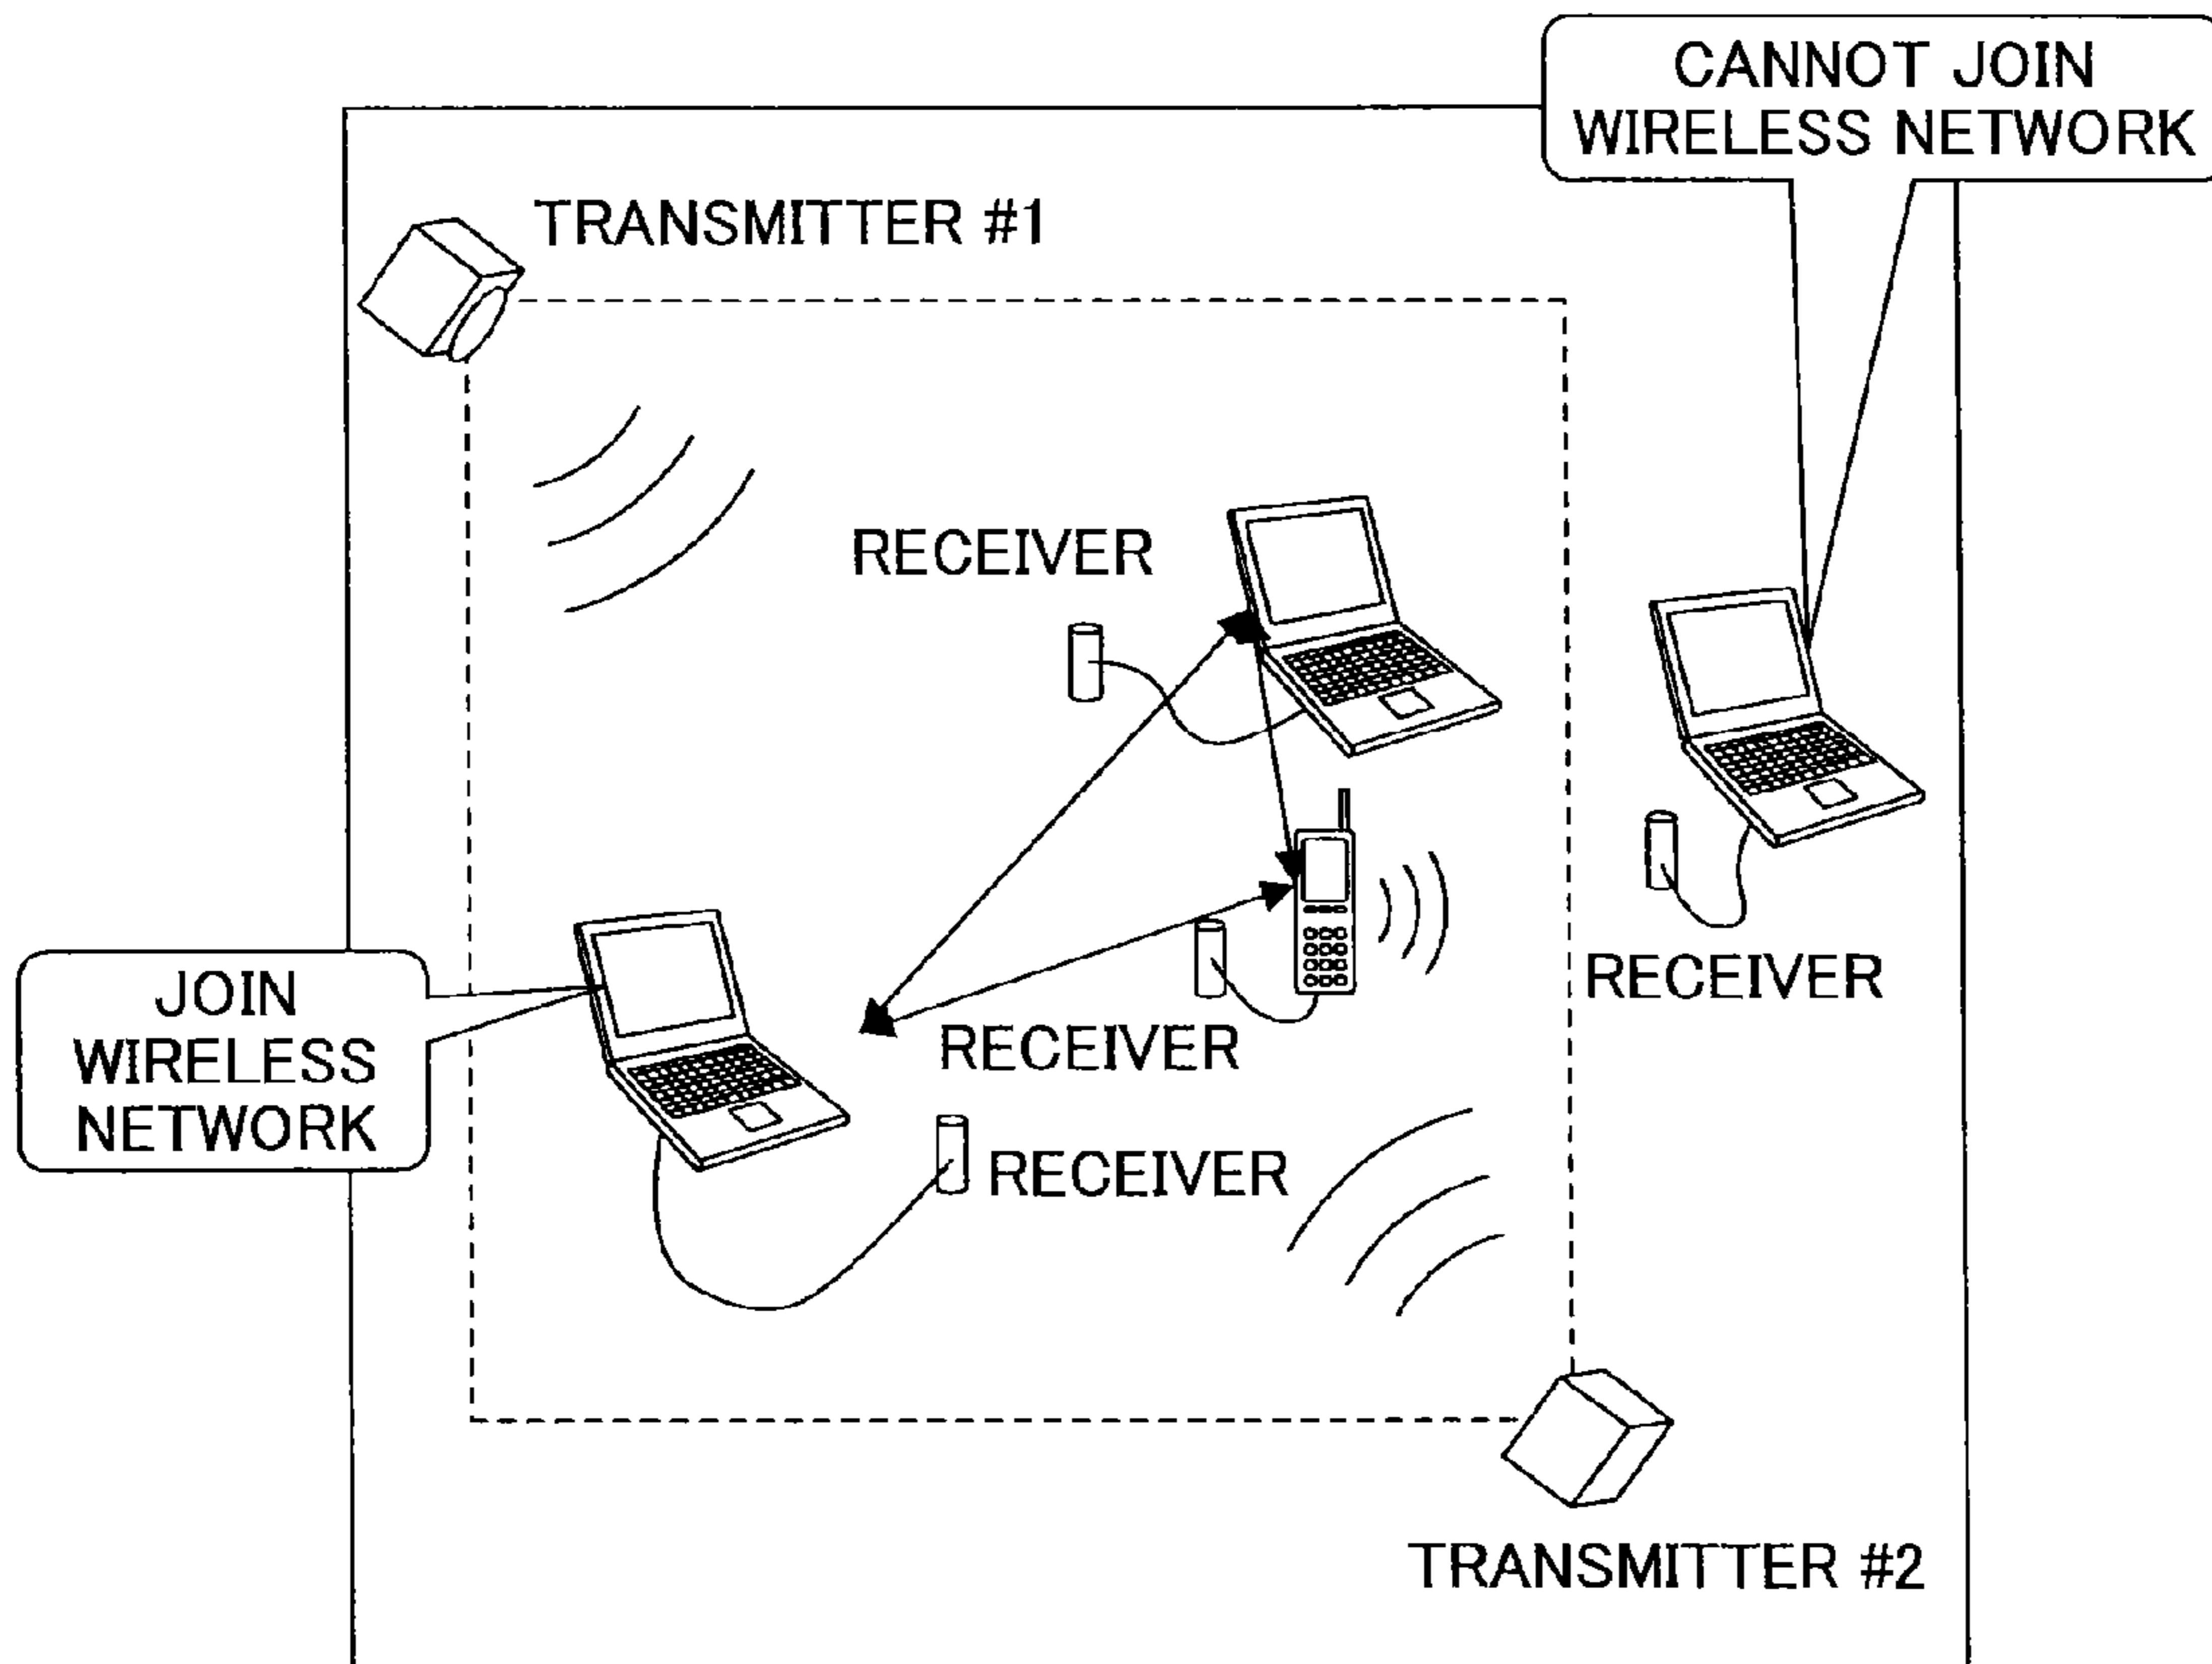 CANNOT JOIN
WIRELESS NETWORK
TRANSMITTER #1
RECEIVER
RECEIVER
JOIN
WIRELESS
NETWORK
RECEIVER
RECEIVER
TRANSMITTER #2